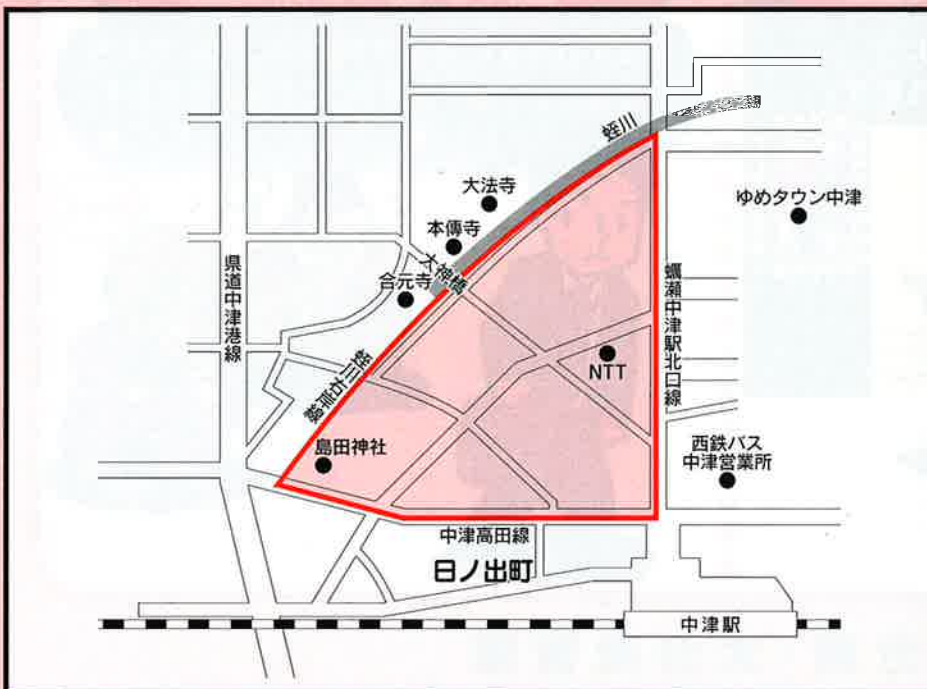 蛭川
大法寺
ゆめタウン中津
本傳寺
大神橋
合元寺
県道中津港線
蛎瀬中津駅北口線
蛭川右岸線
NTT
島田神社
西鉄バス
中津営業所
中津高田線
日ノ出町
中津駅